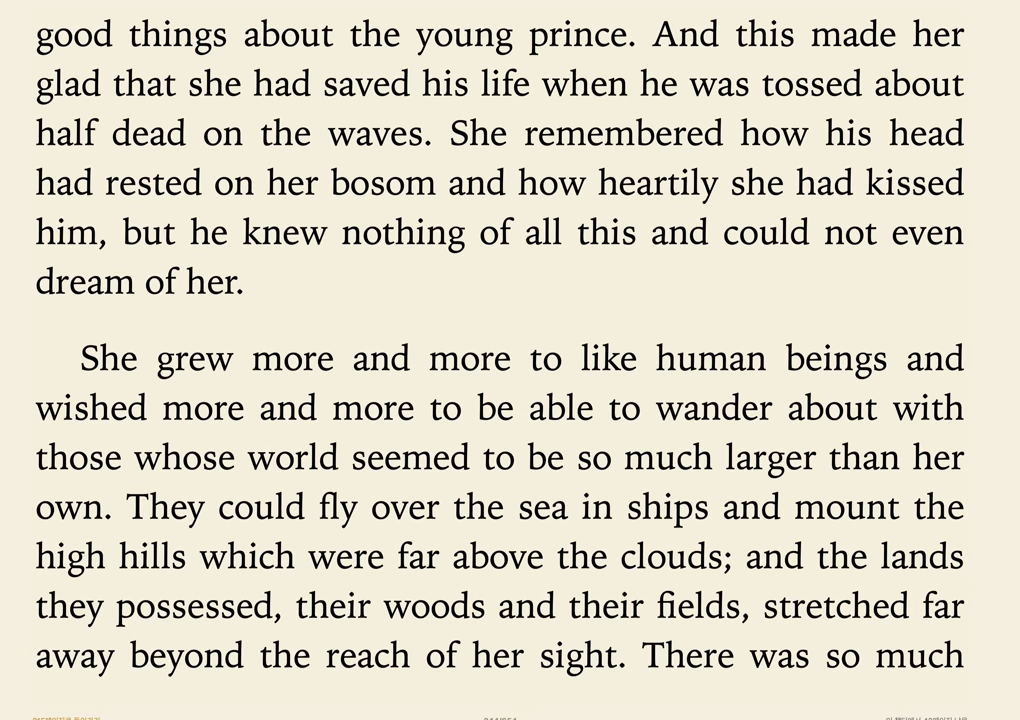 good things about the young prince. And this made her
glad that she had saved his life when he was tossed about
half dead on the waves. She remembered how his head
had rested on her bosom and how heartily she had kissed
him, but he knew nothing of all this and could not even
dream of her.
She grew more and more to like human beings and
wished more and more to be able to wander about with
those whose world seemed to be so much larger than her
own. They could fly over the sea in ships and mount the
high hills which were far above the clouds; and the lands
they possessed, their woods and their fields, stretched far
away beyond the reach of her sight. There was so much